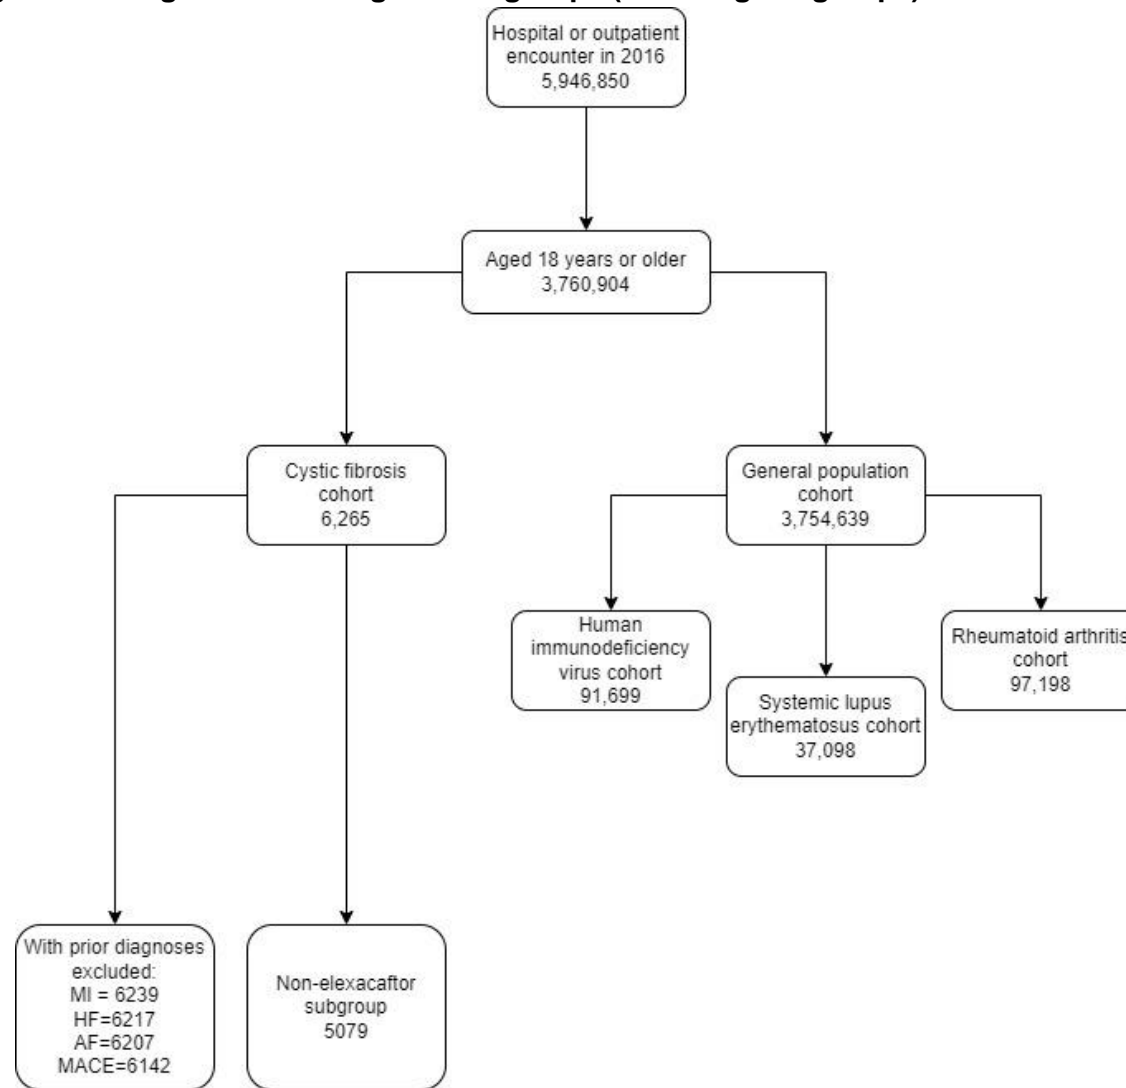 Hospital or outpatient
encounter in 2016
5,946,850
Aged 18 years or older
3,760,904
Cystic fibrosis
cohort
6,265
General population
cohort
3,754,639
Human
immunodeficiency
virus cohort
91,699
Systemic lupus
erythematosus cohort
37,098
Rheumatoid arthritis
cohort
97,198
With prior diagnoses
excluded:
MI = 6239
HF=6217
AF=6207
MACE=6142
Non-elexacaftor
subgroup
5079